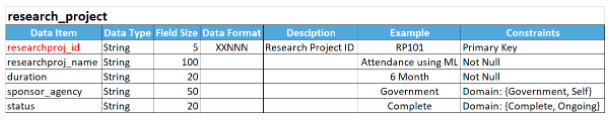 research_project
Data Item Data Type Field Size Data Format Desciption Example Constraints
researchproj_id String 5 XXNNN Research Project ID RP101 Primary Key
researchproj_name String 100 Attendance using ML Not Null
duration String 20 6 Month Not Null
sponsor_agency String 50 Government Domain: {Government, Self}
status String 20 Complete Domain: {Complete, Ongoing}